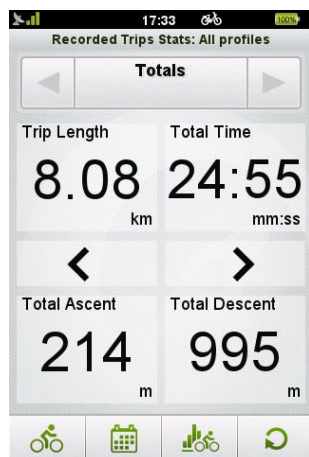 17:33 100%
Recorded Trips Stats: All profiles
Totals
Trip Length Total Time
8.08 24:55
km mm:ss
Total Ascent Total Descent
214 995
m m